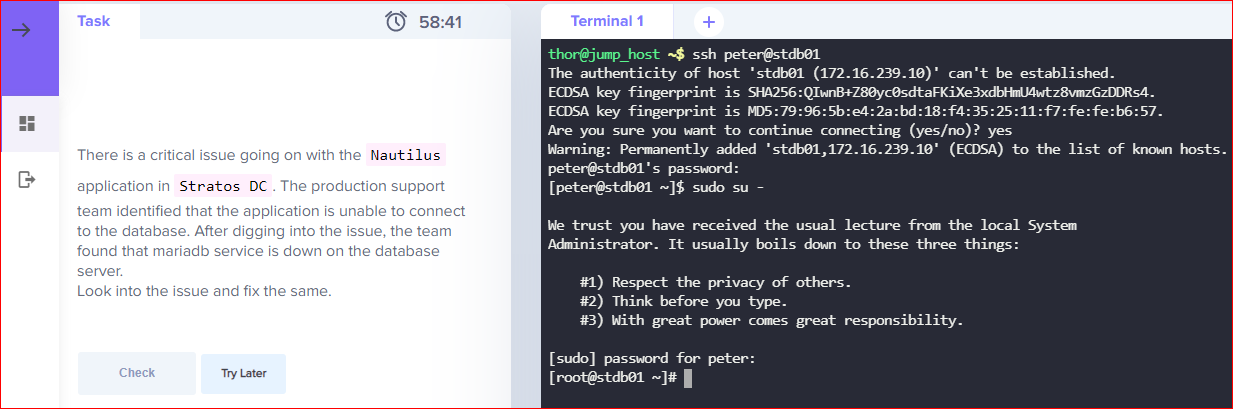 Task
58:41
There is a critical issue going on with the Nautilus
application in Stratos DC. The production support
team identified that the application is unable to connect
to the database. After digging into the issue, the team
found that mariadb service is down on the database
server.
Look into the issue and fix the same.
Check
Try Later
Terminal 1
+
thor@jump_host ~$ ssh peter@stdb01
The authenticity of host 'stdb01 (172.16.239.10)' can't be established.
ECDSA key fingerprint is SHA256:QIwnB+Z80yc0sdtaFKiXe3xdbHmU4wtz8vmzGzDDRs4.
ECDSA key fingerprint is MD5:79:96:5b:e4:2a:bd:18:f4:35:25:11:f7:fe:fe:b6:57.
Are you sure you want to continue connecting (yes/no)? yes
Warning: Permanently added 'stdb01,172.16.239.10' (ECDSA) to the list of known hosts.
peter@stdb01's password:
[peter@stdb01 ~]$ sudo su -
We trust you have received the usual lecture from the local System
Administrator. It usually boils down to these three things:
#1) Respect the privacy of others.
#2) Think before you type.
#3) With great power comes great responsibility.
[sudo] password for peter:
[root@stdb01 ~]#